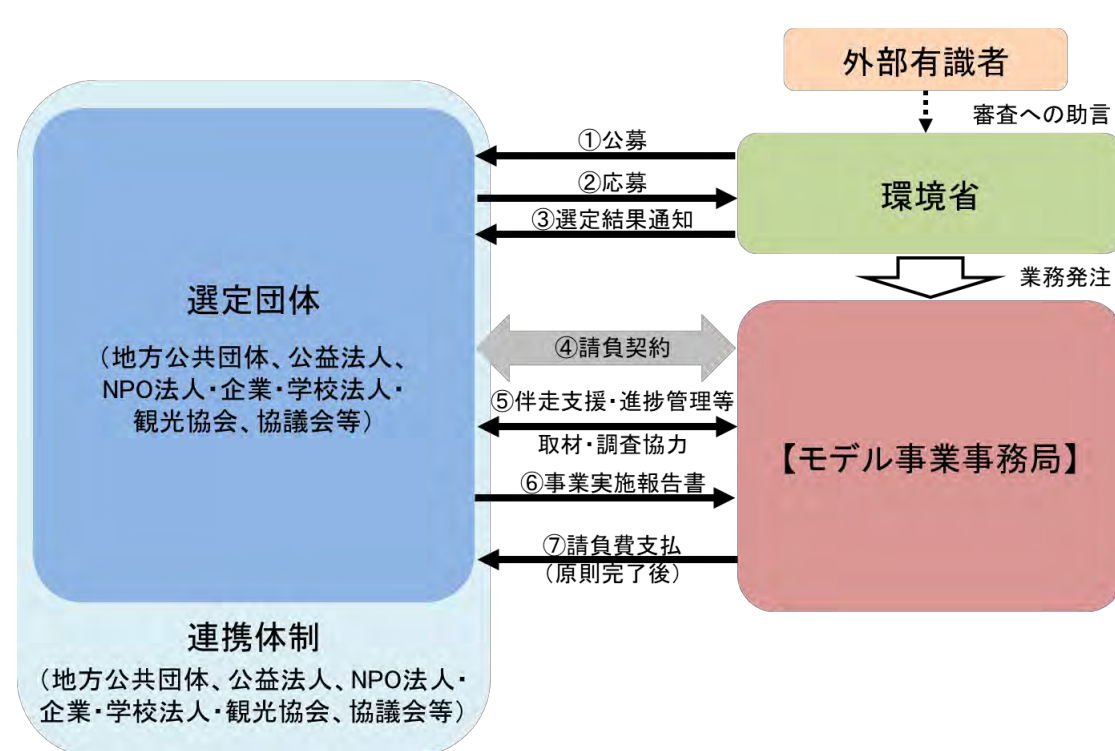 外部有識者
審査への助言
環境省
業務発注
①公募
②応募
③選定結果通知
選定団体
（地方公共団体、公益法人、
NPO法人・企業・学校法人・
観光協会、協議会等）
④請負契約
⑤伴走支援・進捗管理等
取材・調査協力
⑥事業実施報告書
⑦請負費支払
（原則完了後）
【モデル事業事務局】
連携体制
（地方公共団体、公益法人、NPO法人・
企業・学校法人・観光協会、協議会等）